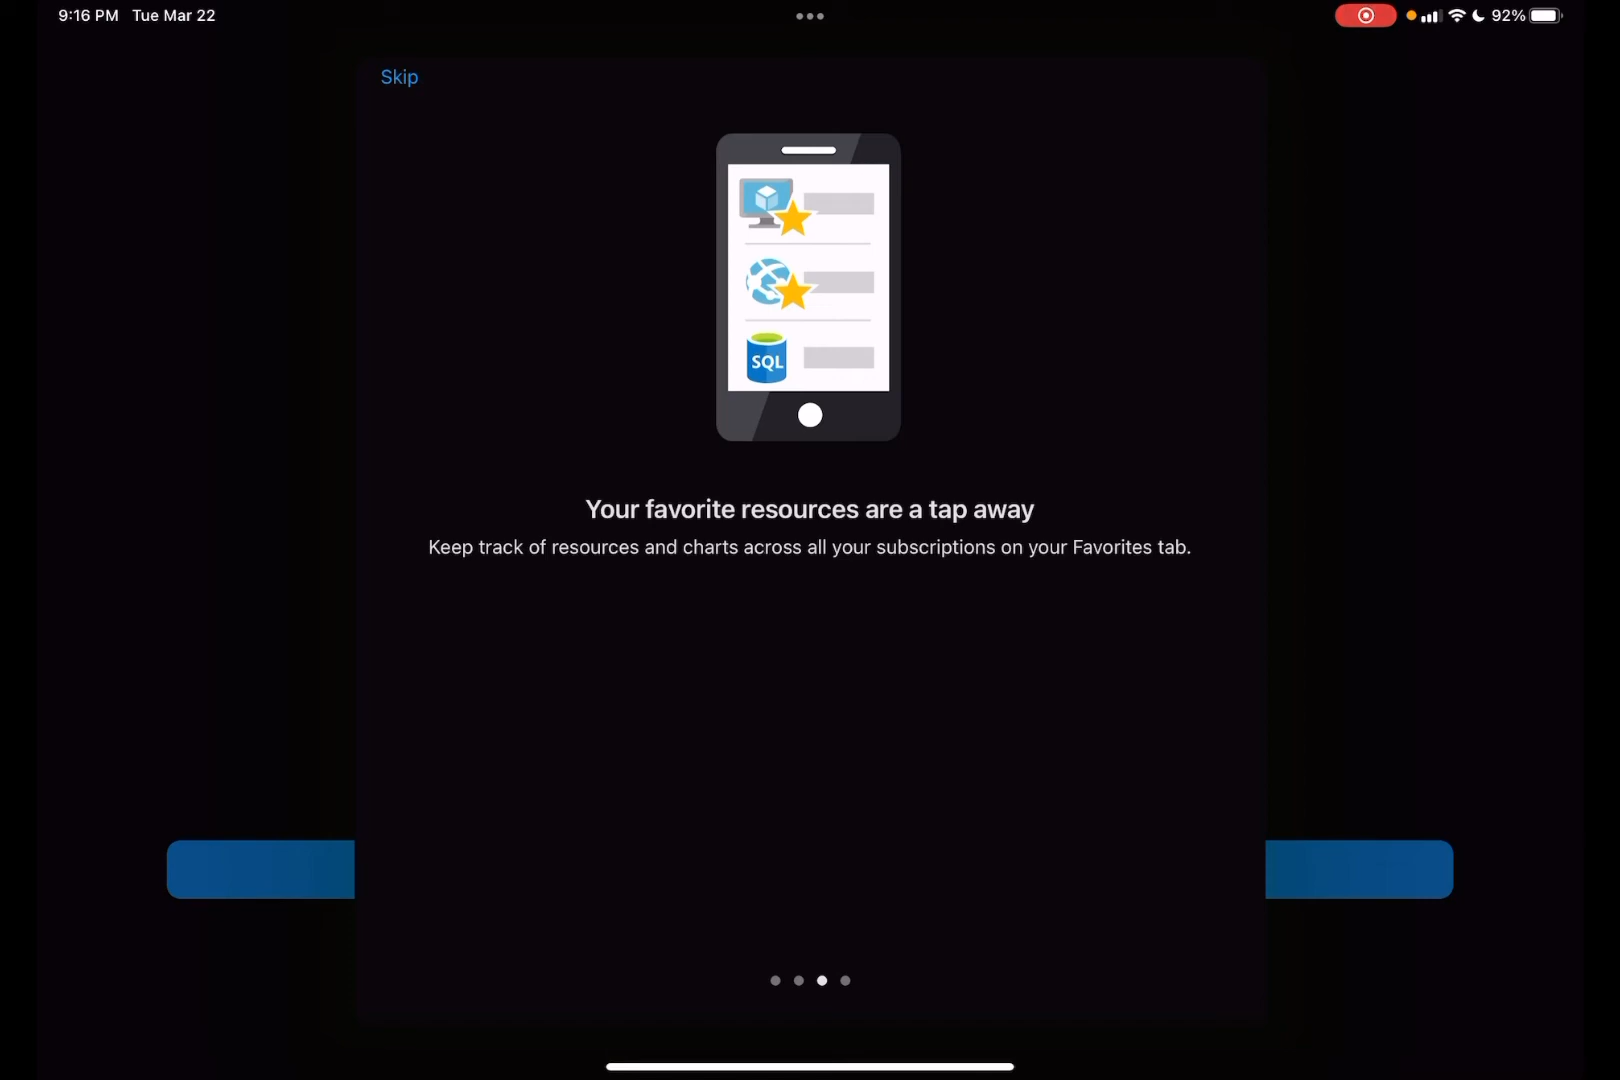 9:16 PM Tue Mar 22
92%
Skip
SQL
Your favorite resources are a tap away
Keep track of resources and charts across all your subscriptions on your Favorites tab.